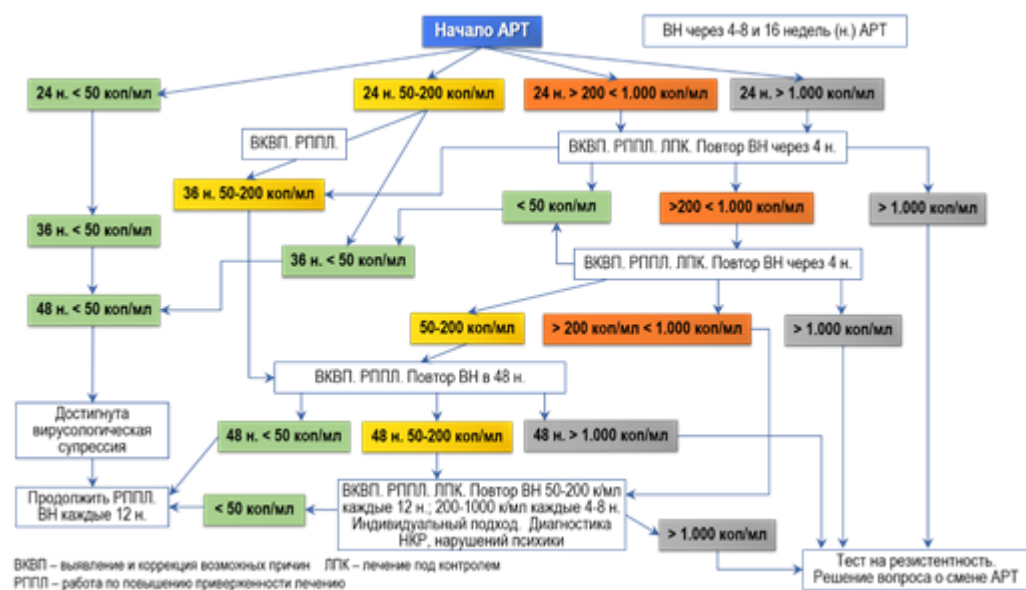 Начало АРТ
ВН через 4-8 и 16 недель (н.) АРТ
24 н. < 50 коп/мл
24 н. 50-200 коп/мл
24 н. > 200 < 1.000 коп/мл
24 н. > 1.000 коп/мл
ВКВП. РППЛ.
ВКВП. РППЛ. ЛПК. Повтор ВН через 4 н.
36 н. 50-200 коп/мл
< 50 коп/мл
>200 < 1.000 коп/мл
> 1.000 коп/мл
36 н. < 50 коп/мл
36 н. < 50 коп/мл
ВКВП. РППЛ. ЛПК. Повтор ВН через 4 н.
48 н. < 50 коп/мл
50-200 коп/мл
> 200 коп/мл < 1.000 коп/мл
> 1.000 коп/мл
ВКВП. РППЛ. Повтор ВН в 48 н.
Достигнута
вирусологическая
супрессия
48 н. < 50 коп/мл
48 н. 50-200 коп/мл
48 н. > 1.000 коп/мл
Продолжить РППЛ.
ВН каждые 12 н.
< 50 коп/мл
ВКВП. РППЛ. ЛПК. Повтор ВН 50-200 к/мл
каждые 12 н.; 200-1000 к/мл каждые 4-8 н.
Индивидуальный подход. Диагностика
НКР, нарушений психики
> 1.000 коп/мл
Тест на резистентность.
Решение вопроса о смене АРТ
ВКВП – выявление и коррекция возможных причин ЛПК – лечение под контролем
РППЛ – работа по повышению приверженности лечению